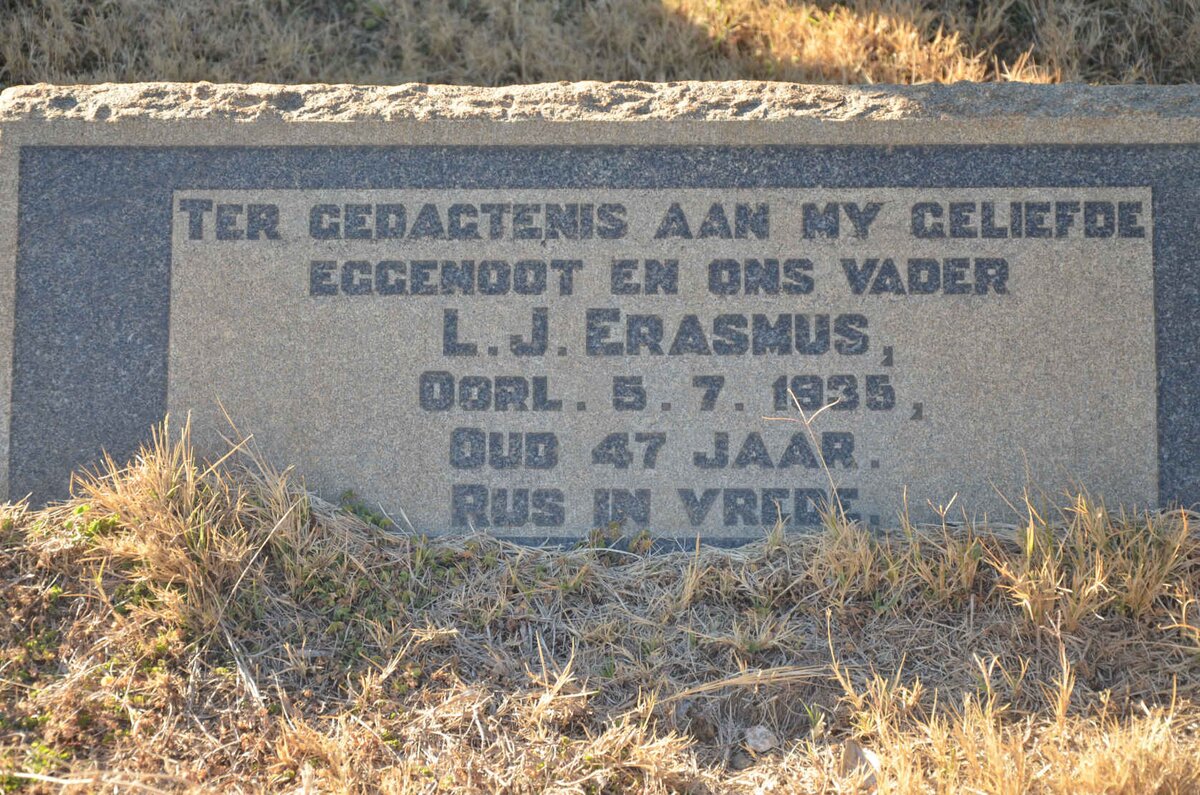 TER GEDAGTENIS AAN MY GELIEFDE
EGGENOOT EN ONS VADER
L.J. ERASMUS,
OORL. 5.7.1935,
OUD 47 JAAR.
RUS IN VREDE.